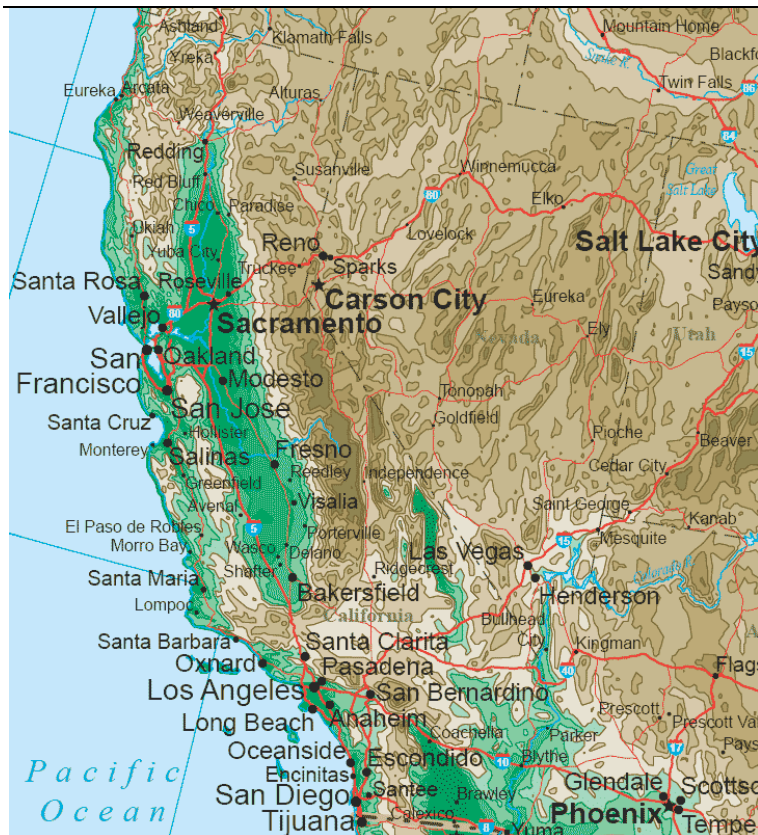 Ashland
Klamath Falls
Mountain Home
Yreka
Snake R.
Blackfo
Eureka
Arcata
Alturas
Twin Falls
86
Weaverville
84
Redding
Winnemucca
Great
Salt Lake
Red Bluff
Susanville
80
Elko
Chico
Paradise
Ukiah
5
Lovelock
Yuba City
Reno
Salt Lake City
Truckee
Sparks
Sandy
Santa Rosa
Roseville
Carson City
Eureka
Payso
Vallejo
80
Sacramento
Nevada
Ely
Utah
San
Francisco
Oakland
15
Modesto
Tonopah
San Jose
Santa Cruz
Goldfield
Hollister
Pioche
Beaver
Monterey
Salinas
Fresno
Independence
Cedar City
Greenfield
Reedley
Avenal
Visalia
Saint George
El Paso de Robles
5
Porterville
Kanab
Morro Bay
Wasco
Delano
Las Vegas
15
Mesquite
Shafter
Ridgecrest
Colorado R.
Santa Maria
Bakersfield
Henderson
Lompoc
California
Bullhead
City
Santa Barbara
Santa Clarita
Kingman
A
Oxnard
Pasadena
40
Flags
Los Angeles
San Bernardino
Prescott
Long Beach
Anaheim
Prescott Val
Coachella
Parker
Oceanside
17
Pays
Escondido
10
Blythe
Pacific
Ocean
Encinitas
Santee
Brawley
Glendale
Scottsd
San Diego
Calexico
Phoenix
Tempe
Tijuana
8
Yuma